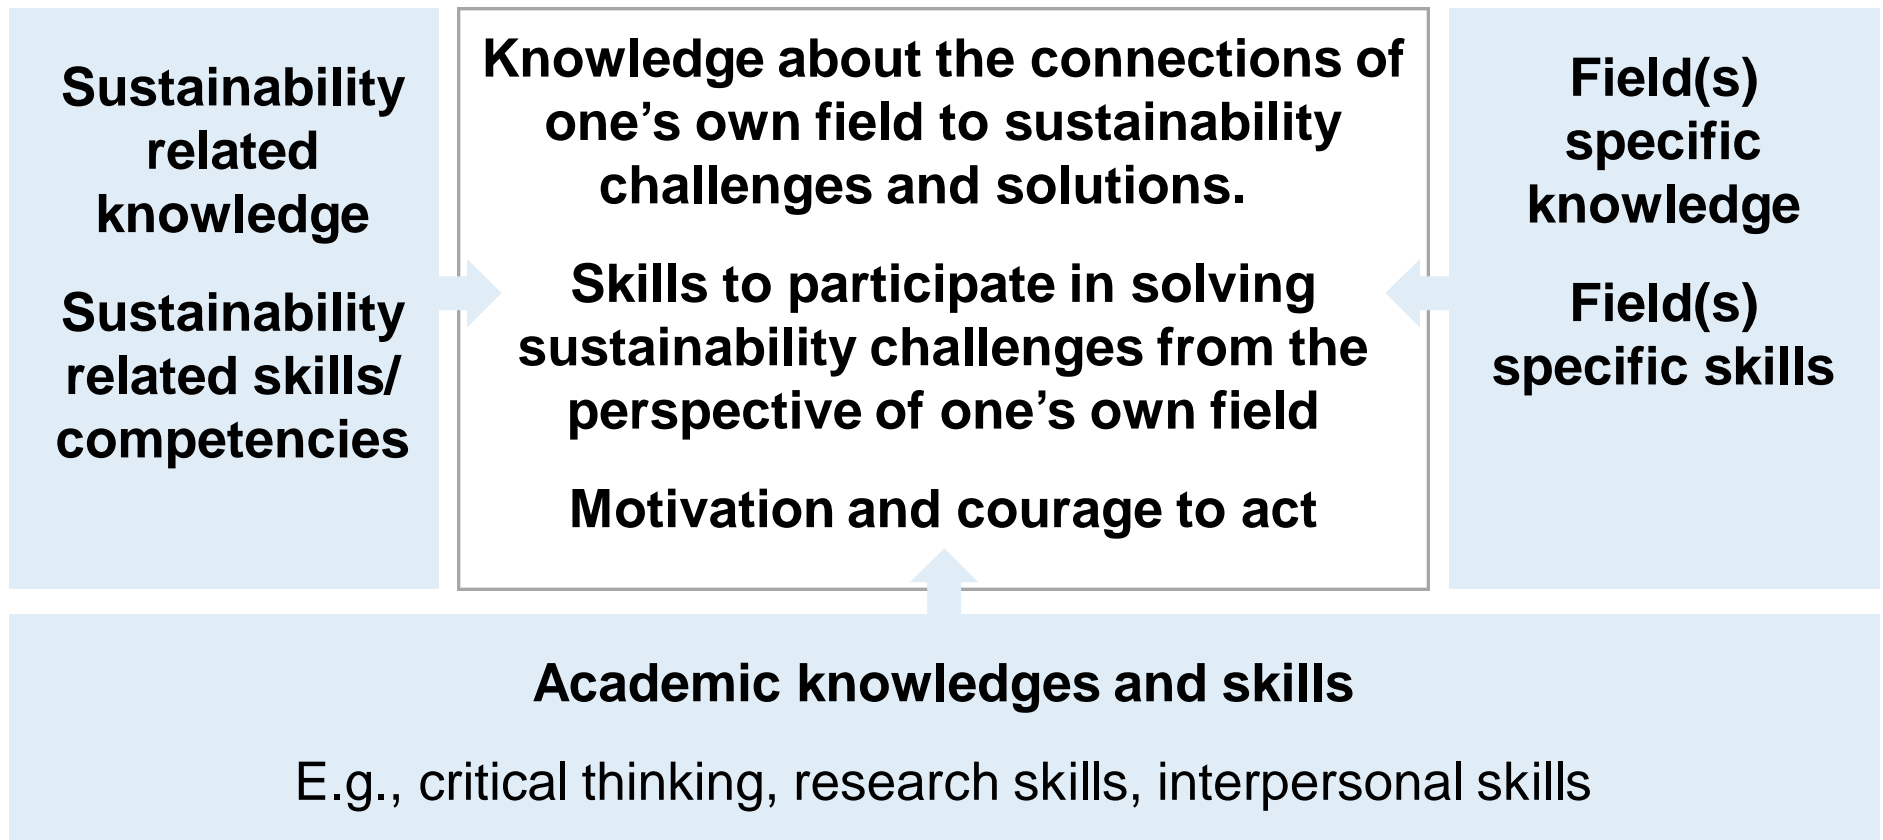 Sustainability
related
knowledge
Sustainability
related skills/
competencies
Knowledge about the connections of
one’s own field to sustainability
challenges and solutions.
Skills to participate in solving
sustainability challenges from the
perspective of one’s own field
Motivation and courage to act
Field(s)
specific
knowledge
Field(s)
specific skills
Academic knowledges and skills
E.g., critical thinking, research skills, interpersonal skills